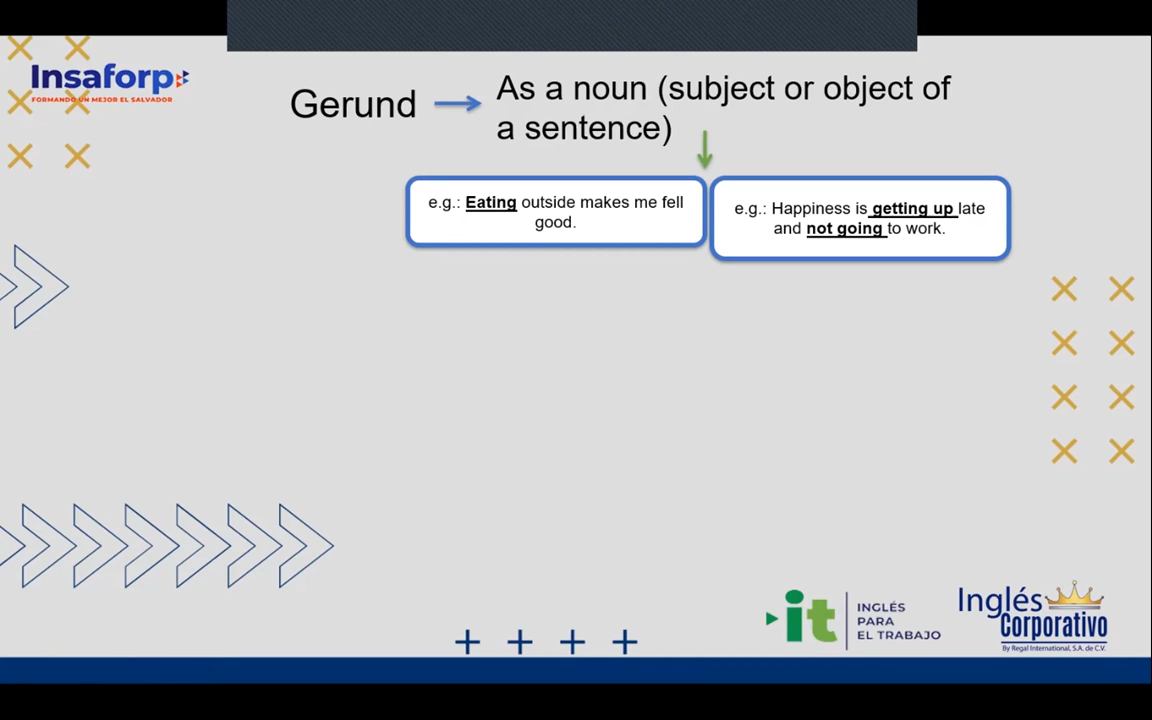 Insaforp
FORMANDO UN MEJOR EL SALVADOR
Gerund
As a noun (subject or object of
a sentence)
e.g.: Eating outside makes me fell
good.
e.g.: Happiness is getting up late
and not going to work.
it
INGLÉS
PARA
EL TRABAJO
Inglés
Corporativo
By Regal International, S.A. de C.V.